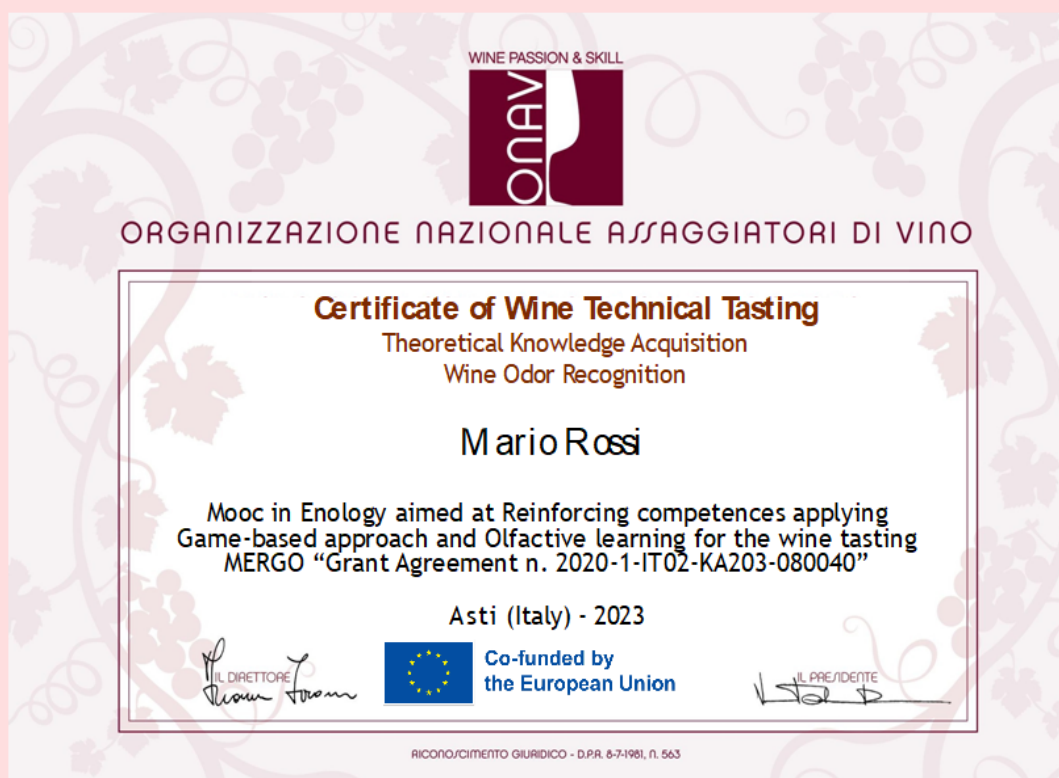 WINE PASSION & SKILL
ONAV
ORGANIZZAZIONE NAZIONALE ASSAGGIATORI DI VINO
Certificate of Wine Technical Tasting
Theoretical Knowledge Acquisition
Wine Odor Recognition
Mario Rossi
Mooc in Enology aimed at Reinforcing competences applying
Game-based approach and Olfactive learning for the wine tasting
MERGO “Grant Agreement n. 2020-1-IT02-KA203-080040”
Asti (Italy) - 2023
IL DIRETTORE
Co-funded by
the European Union
IL PRESIDENTE
RICONOSCIMENTO GIURIDICO - D.P.R. 8-7-1981, N. 563